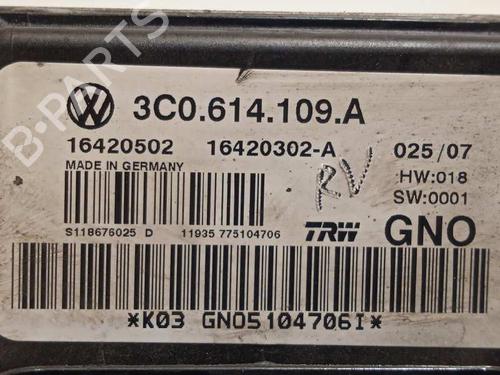 B-PARTS
3C0.614.109.A
16420502 16420302-A 025/07
MADE IN GERMANY
HW:018
SW:0001
RV
S118676025 D 11935 775104706
TRW GNO
*K03 GNO5104706I*